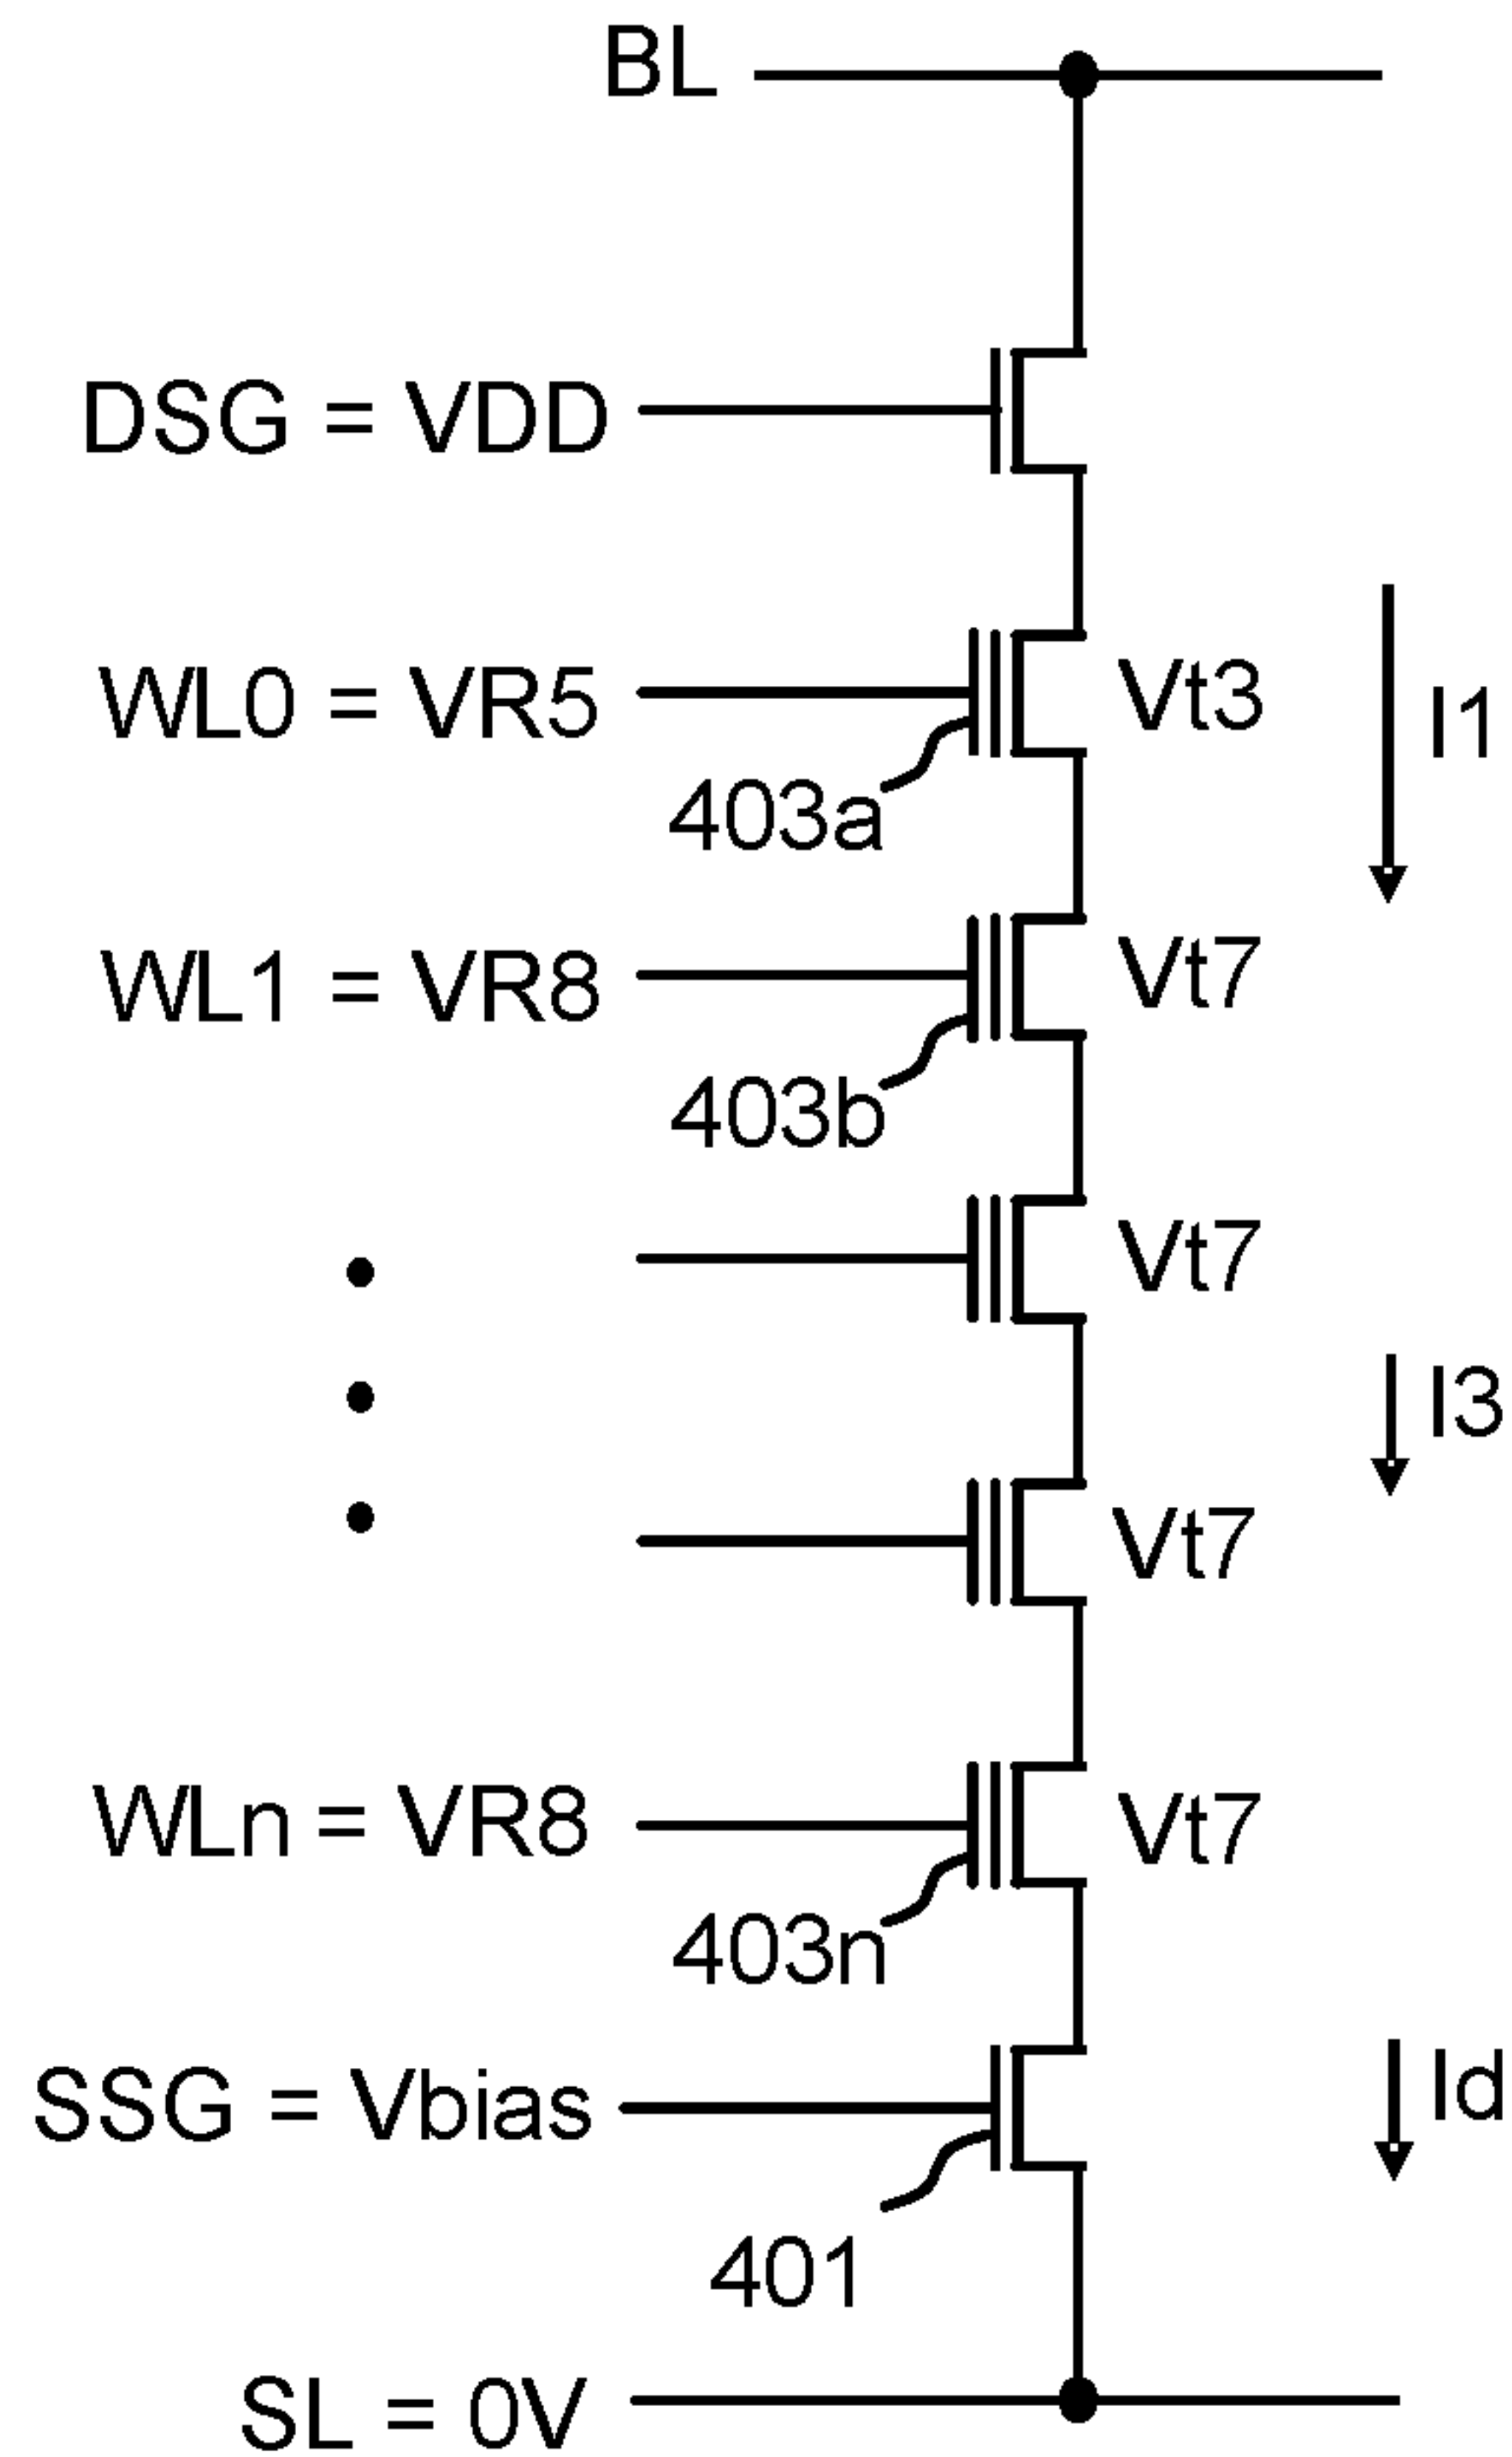 BL
DSG = VDD
WL0 = VR5
Vt3
I1
403a
WL1 = VR8
Vt7
403b
Vt7
I3
Vt7
WLn = VR8
Vt7
403n
SSG = Vbias
Id
401
SL = 0V